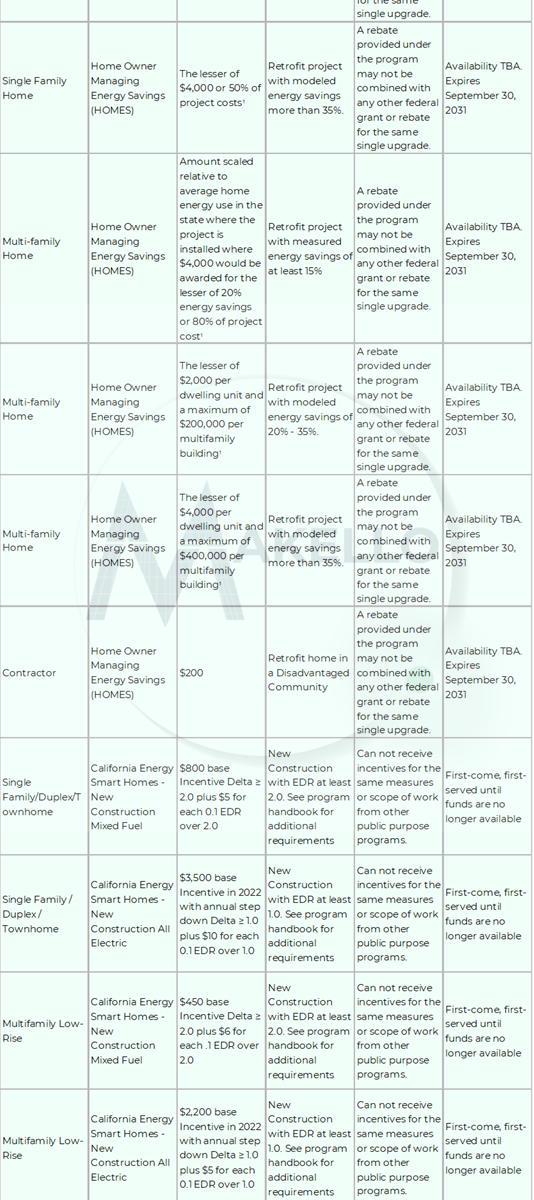 for the same
single upgrade.
Single Family
Home
Home Owner
Managing
Energy Savings
(HOMES)
The lesser of
$4,000 or 50% of
project costs¹
Retrofit project
with modeled
energy savings
more than 35%.
A rebate
provided under
the program
may not be
combined with
any other federal
grant or rebate
for the same
single upgrade.
Availability TBA.
Expires
September 30,
2031
Multi-family
Home
Home Owner
Managing
Energy Savings
(HOMES)
Amount scaled
relative to
average home
energy use in the
state where the
project is
installed where
$4,000 would be
awarded for the
lesser of 20%
energy savings
or 80% of project
cost¹
Retrofit project
with measured
energy savings of
at least 15%
A rebate
provided under
the program
may not be
combined with
any other federal
grant or rebate
for the same
single upgrade.
Availability TBA.
Expires
September 30,
2031
Multi-family
Home
Home Owner
Managing
Energy Savings
(HOMES)
The lesser of
$2,000 per
dwelling unit and
a maximum of
$200,000 per
multifamily
building¹
Retrofit project
with modeled
energy savings of
20% - 35%.
A rebate
provided under
the program
may not be
combined with
any other federal
grant or rebate
for the same
single upgrade.
Availability TBA.
Expires
September 30,
2031
Multi-family
Home
Home Owner
Managing
Energy Savings
(HOMES)
The lesser of
$4,000 per
dwelling unit and
a maximum of
$400,000 per
multifamily
building¹
Retrofit project
with modeled
energy savings
more than 35%.
A rebate
provided under
the program
may not be
combined with
any other federal
grant or rebate
for the same
single upgrade.
Availability TBA.
Expires
September 30,
2031
MAKELLO
Contractor
Home Owner
Managing
Energy Savings
(HOMES)
$200
Retrofit home in
a Disadvantaged
Community
A rebate
provided under
the program
may not be
combined with
any other federal
grant or rebate
for the same
single upgrade.
Availability TBA.
Expires
September 30,
2031
Single
Family/Duplex/T
ownhome
California Energy
Smart Homes -
New
Construction
Mixed Fuel
$800 base
Incentive Delta ≥
2.0 plus $5 for
each 0.1 EDR
over 2.0
New
Construction
with EDR at least
2.0. See program
handbook for
additional
requirements
Can not receive
incentives for the
same measures
or scope of work
from other
public purpose
programs.
First-come, first-
served until
funds are no
longer available
Single Family /
Duplex /
Townhome
California Energy
Smart Homes -
New
Construction All
Electric
$3,500 base
Incentive in 2022
with annual step
down Delta ≥ 1.0
plus $10 for each
0.1 EDR over 1.0
New
Construction
with EDR at least
1.0. See program
handbook for
additional
requirements
Can not receive
incentives for the
same measures
or scope of work
from other
public purpose
programs.
First-come, first-
served until
funds are no
longer available
Multifamily Low-
Rise
California Energy
Smart Homes -
New
Construction
Mixed Fuel
$450 base
Incentive Delta ≥
2.0 plus $6 for
each .1 EDR over
2.0
New
Construction
with EDR at least
2.0. See program
handbook for
additional
requirements
Can not receive
incentives for the
same measures
or scope of work
from other
public purpose
programs.
First-come, first-
served until
funds are no
longer available
Multifamily Low-
Rise
California Energy
Smart Homes -
New
Construction All
Electric
$2,200 base
Incentive in 2022
with annual step
down Delta ≥ 1.0
plus $5 for each
0.1 EDR over 1.0
New
Construction
with EDR at least
1.0. See program
handbook for
additional
requirements
Can not receive
incentives for the
same measures
or scope of work
from other
public purpose
programs.
First-come, first-
served until
funds are no
longer available